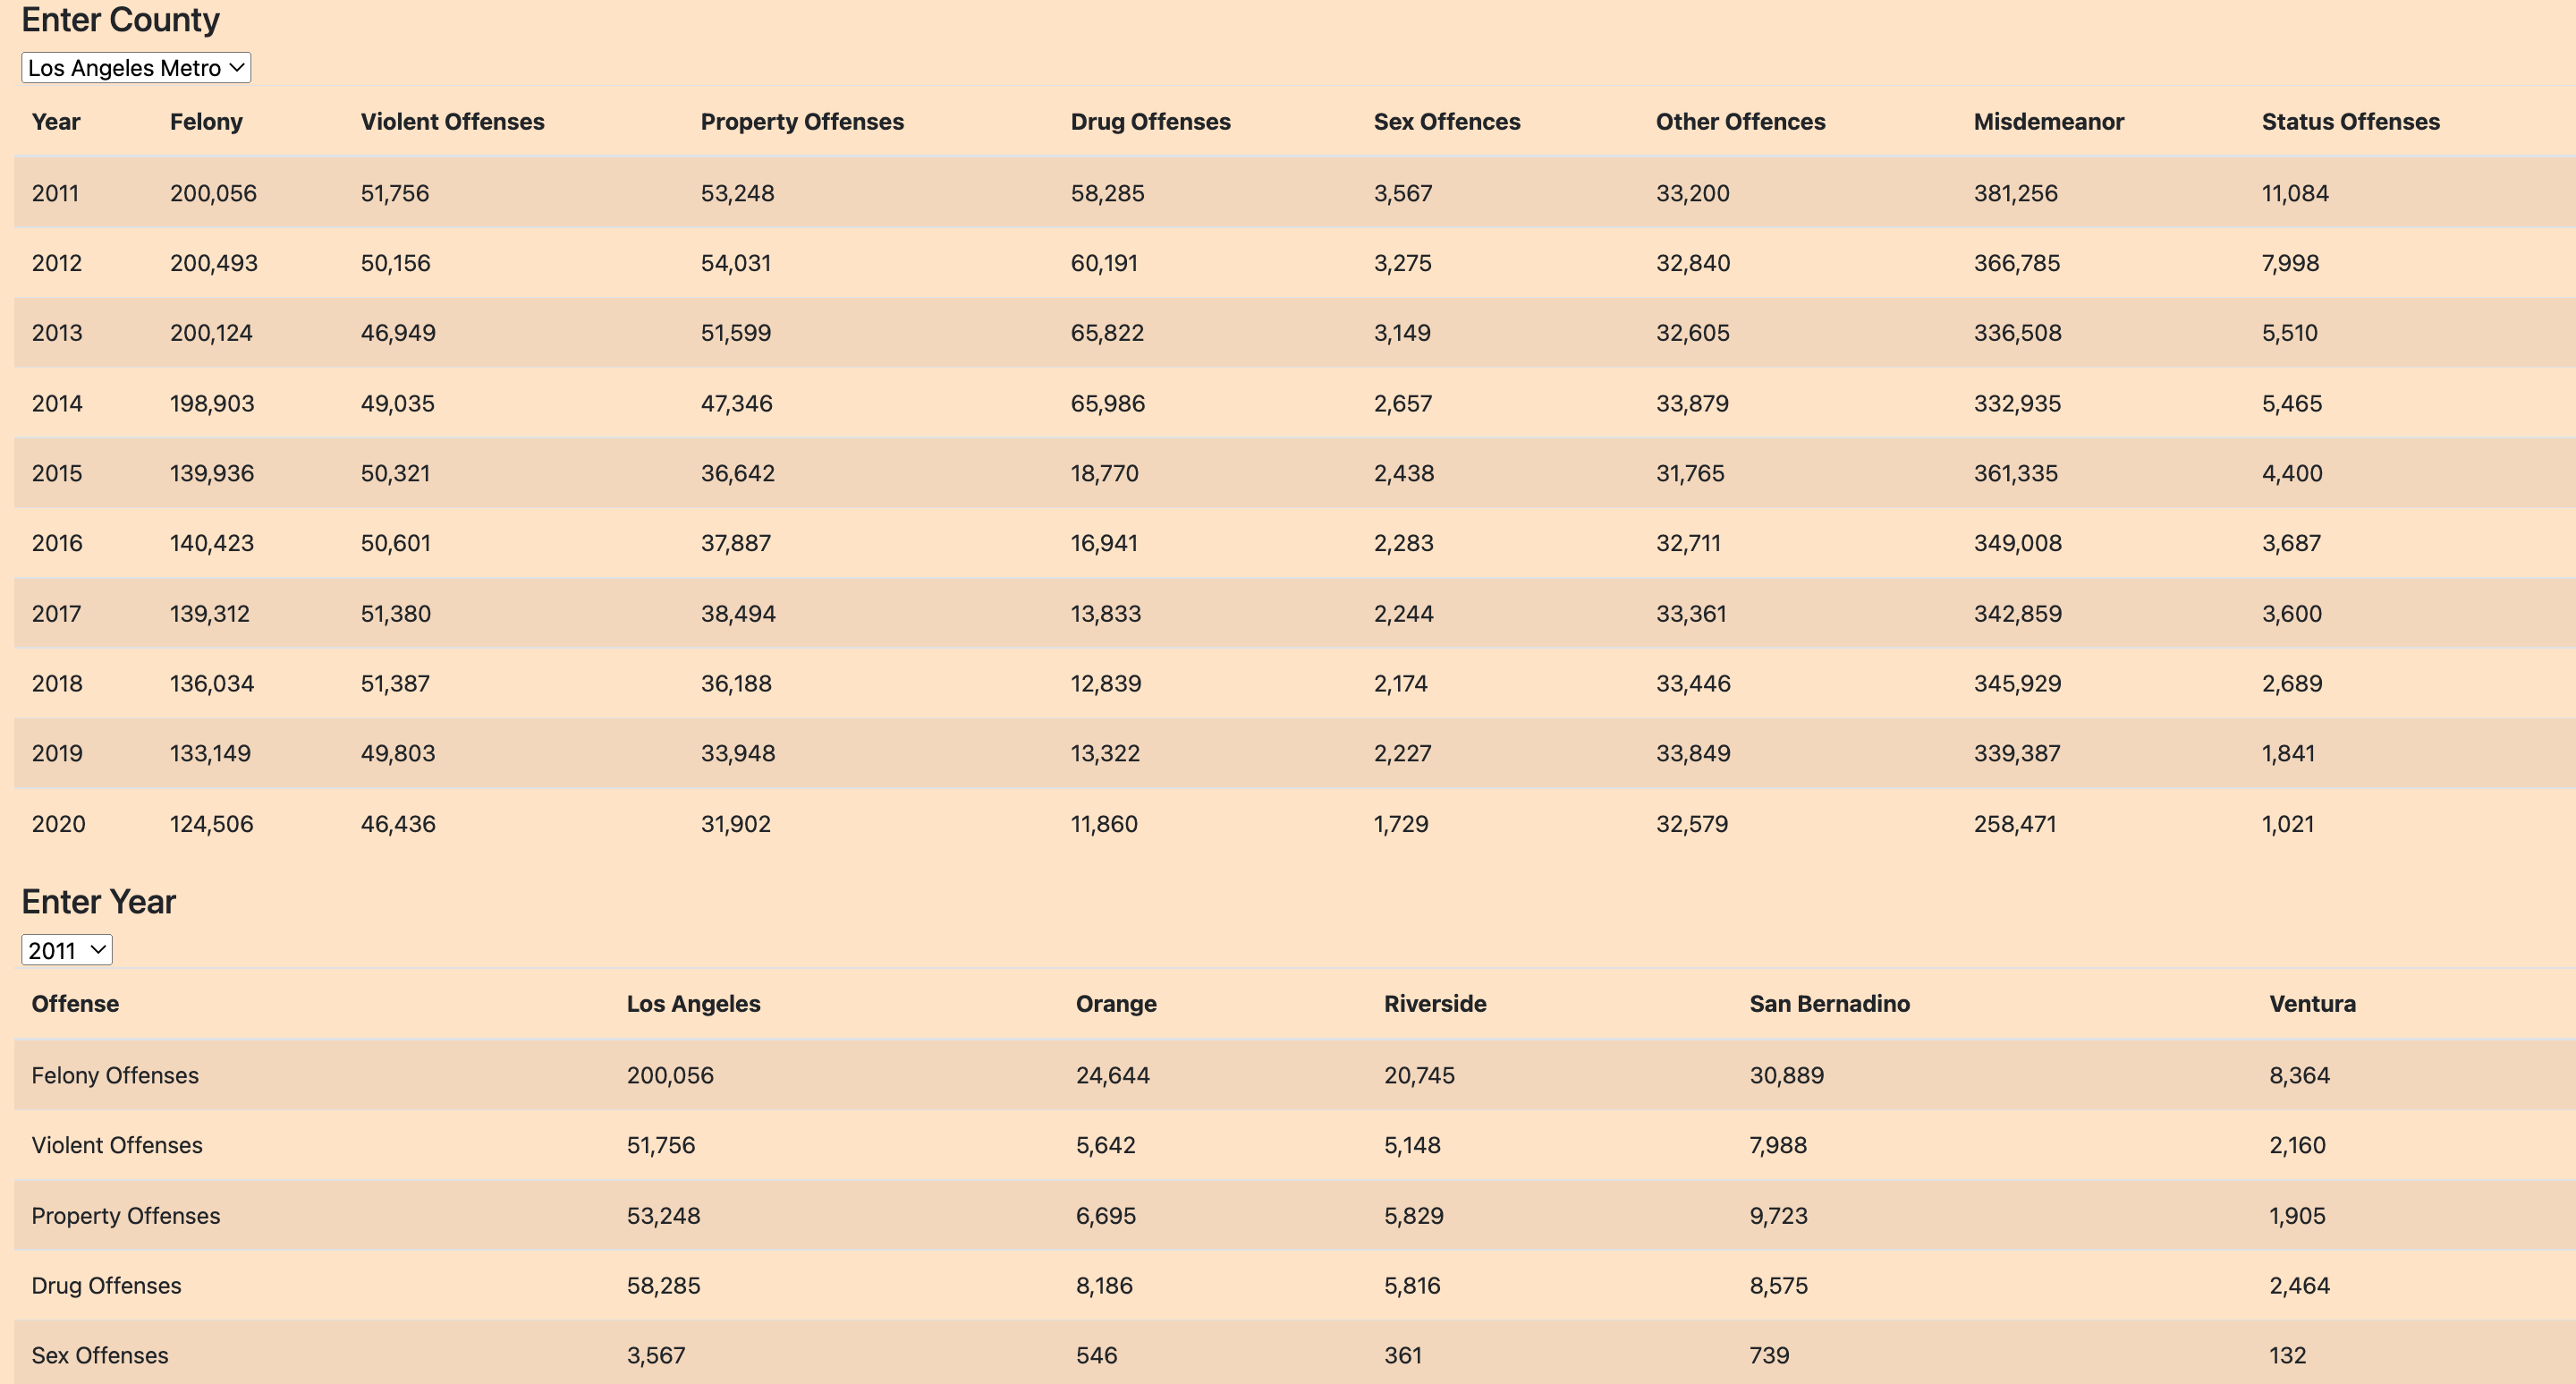 Enter County
Los Angeles Metro
Year Felony Violent Offenses Property Offenses Drug Offenses Sex Offences Other Offences Misdemeanor Status Offenses
2011 200,056 51,756 53,248 58,285 3,567 33,200 381,256 11,084
2012 200,493 50,156 54,031 60,191 3,275 32,840 366,785 7,998
2013 200,124 46,949 51,599 65,822 3,149 32,605 336,508 5,510
2014 198,903 49,035 47,346 65,986 2,657 33,879 332,935 5,465
2015 139,936 50,321 36,642 18,770 2,438 31,765 361,335 4,400
2016 140,423 50,601 37,887 16,941 2,283 32,711 349,008 3,687
2017 139,312 51,380 38,494 13,833 2,244 33,361 342,859 3,600
2018 136,034 51,387 36,188 12,839 2,174 33,446 345,929 2,689
2019 133,149 49,803 33,948 13,322 2,227 33,849 339,387 1,841
2020 124,506 46,436 31,902 11,860 1,729 32,579 258,471 1,021
Enter Year
2011
Offense Los Angeles Orange Riverside San Bernadino Ventura
Felony Offenses 200,056 24,644 20,745 30,889 8,364
Violent Offenses 51,756 5,642 5,148 7,988 2,160
Property Offenses 53,248 6,695 5,829 9,723 1,905
Drug Offenses 58,285 8,186 5,816 8,575 2,464
Sex Offenses 3,567 546 361 739 132